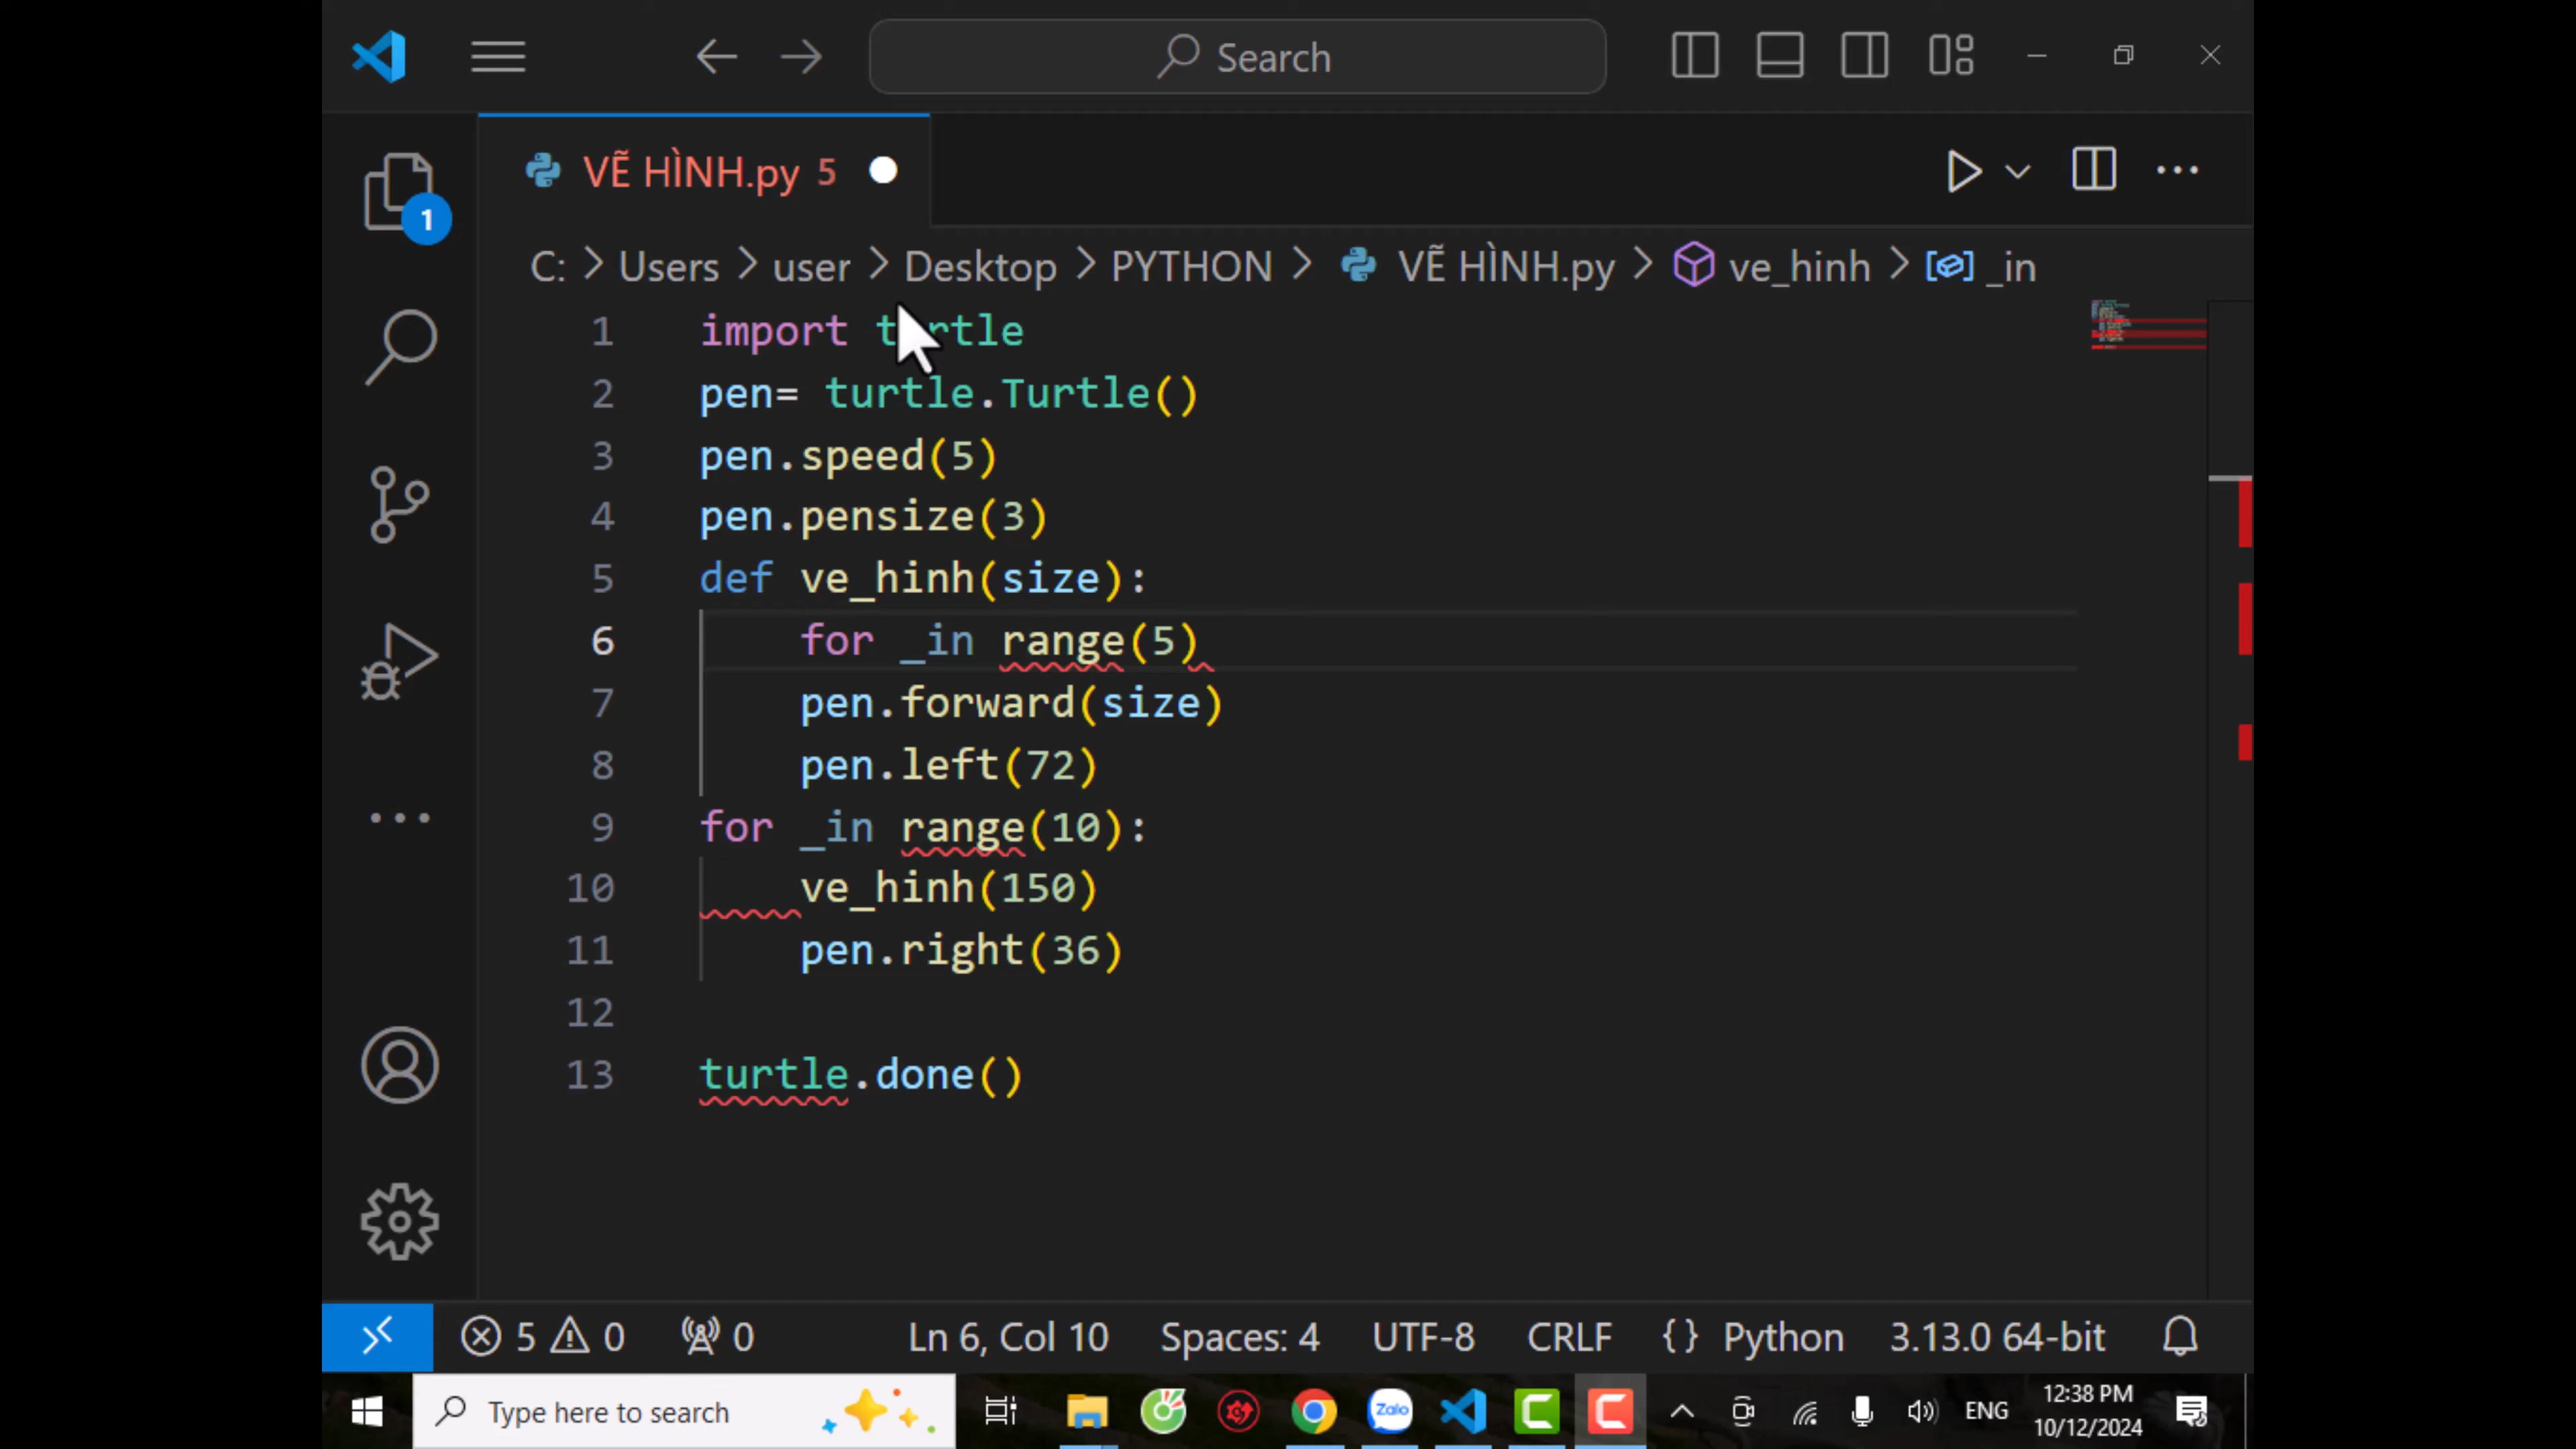 Search
VẼ HÌNH.py 5
1
C: > Users > user > Desktop > PYTHON > VẼ HÌNH.py > ve_hinh > _in
1 import turtle
2 pen= turtle.Turtle()
3 pen.speed(5)
4 pen.pensize(3)
5 def ve_hinh(size):
6 for _in range(5)
7 pen.forward(size)
8 pen.left(72)
9 for _in range(10):
10 ve_hinh(150)
11 pen.right(36)
12
13 turtle.done()
5 0 0 Ln 6, Col 10 Spaces: 4 UTF-8 CRLF {} Python 3.13.0 64-bit
Type here to search Zalo ENG 12:38 PM
10/12/2024